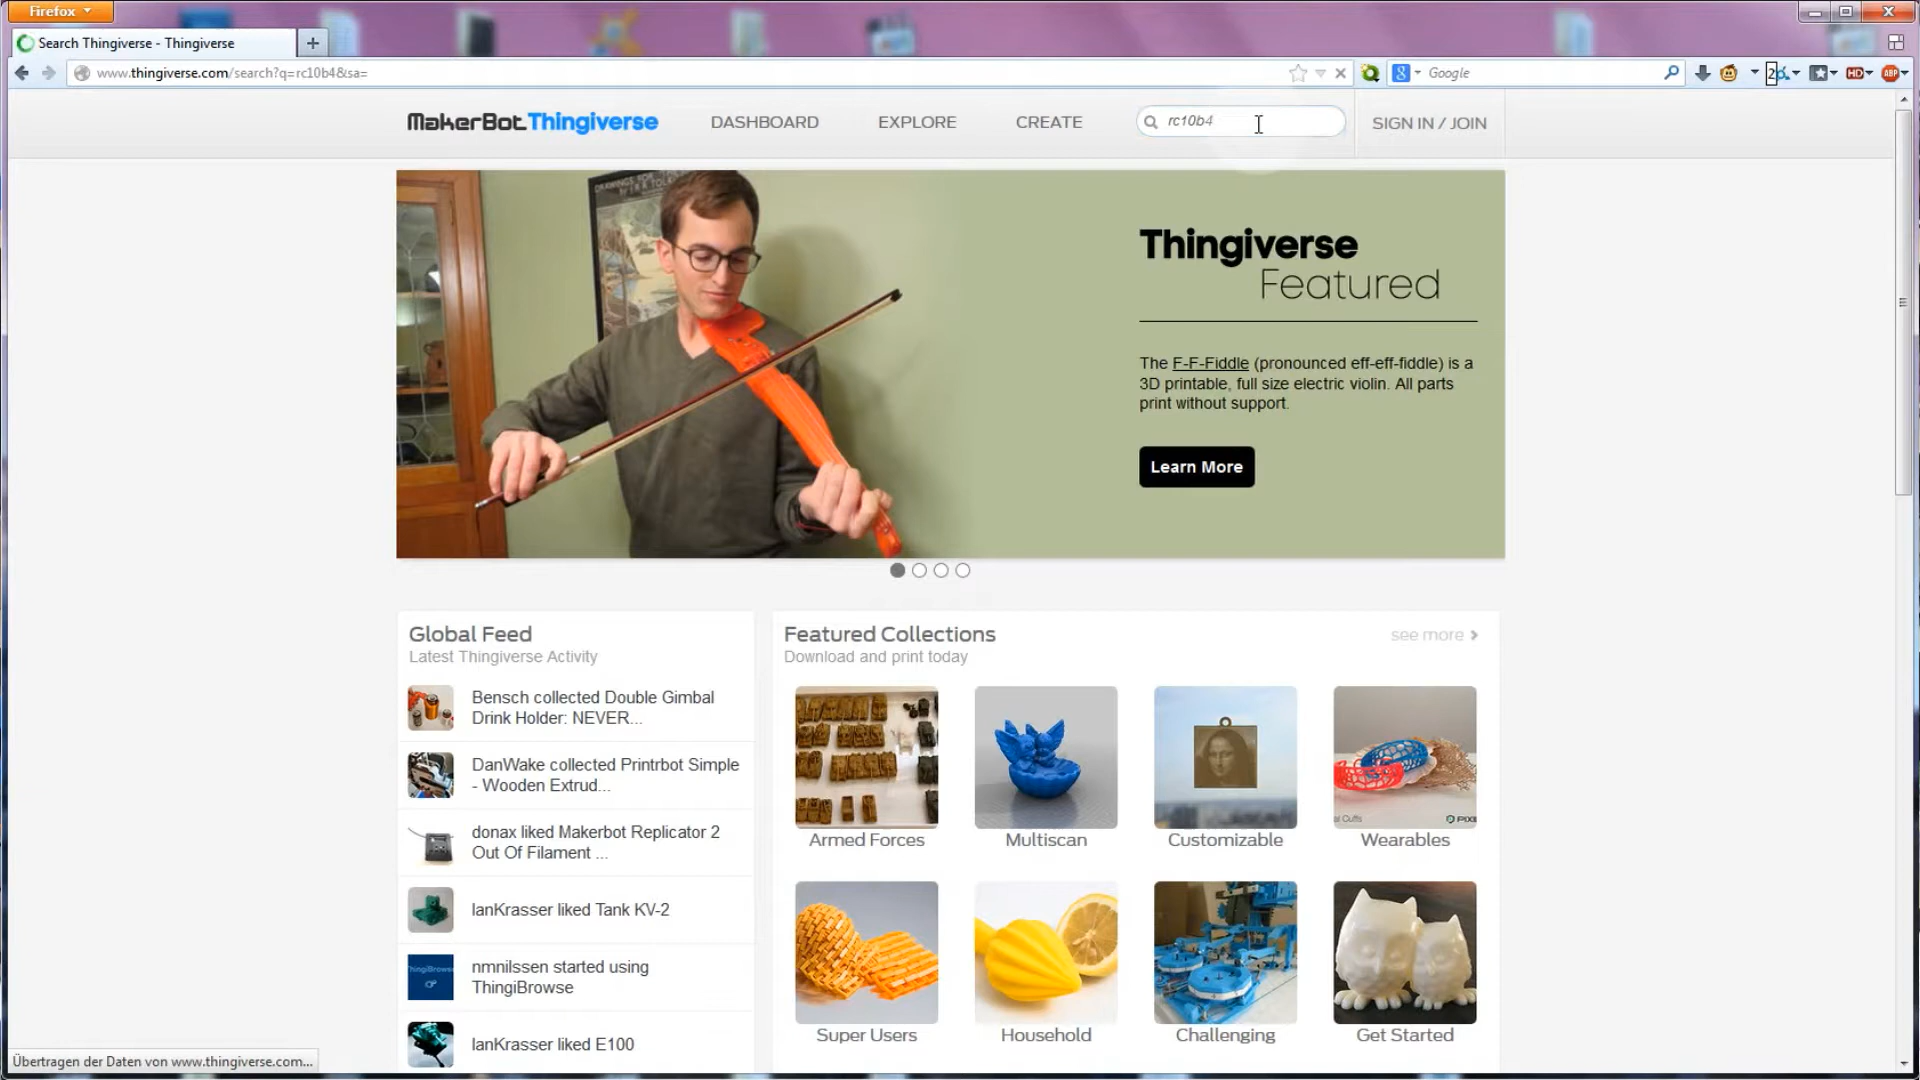 Firefox
Search Thingiverse - Thingiverse
www.thingiverse.com/search?q=rc10b4&sa=
Google
HD
ABP
MakerBot Thingiverse
DASHBOARD
EXPLORE
CREATE
rc10b4
SIGN IN / JOIN
Thingiverse
Featured
The F-F-Fiddle (pronounced eff-eff-fiddle) is a
3D printable, full size electric violin. All parts
print without support.
Learn More
Global Feed
Latest Thingiverse Activity
Bensch collected Double Gimbal
Drink Holder: NEVER...
DanWake collected Printrbot Simple
- Wooden Extrud...
donax liked Makerbot Replicator 2
Out Of Filament ...
IanKrasser liked Tank KV-2
nmnilssen started using
ThingiBrowse
IanKrasser liked E100
Featured Collections
see more
Download and print today
Armed Forces
Multiscan
Customizable
Wearables
Super Users
Household
Challenging
Get Started
Übertragen der Daten von www.thingiverse.com...